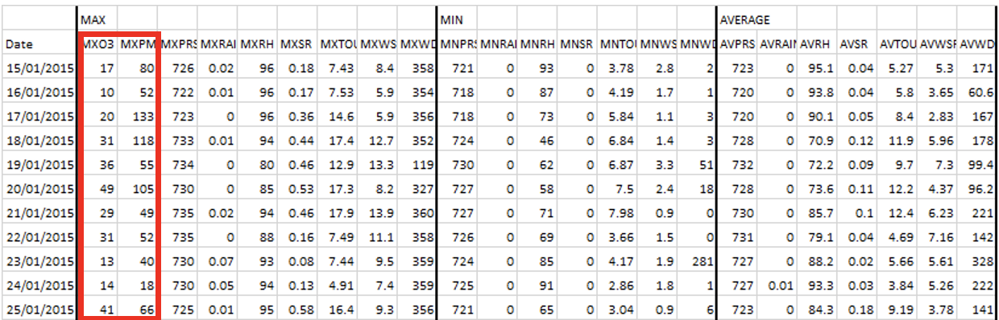 MAX MIN AVERAGE
Date MXO3 MXPM MXPRS MXRAI MXRH MXSR MXTOU MXWS MXWD MNPRS MNRAI MNRH MNSR MNTOU MNWS MNWD AVPRS AVRAIN AVRH AVSR AVTOU AVWSP AVWD
15/01/2015 17 80 726 0.02 96 0.18 7.43 8.4 358 721 0 93 0 3.78 2.8 2 723 0 95.1 0.04 5.27 5.3 171
16/01/2015 10 52 722 0.01 96 0.17 7.53 5.9 354 718 0 87 0 4.19 1.7 1 720 0 93.8 0.04 5.8 3.65 60.6
17/01/2015 20 133 723 0 96 0.36 14.6 5.9 356 718 0 73 0 5.84 1.1 3 720 0 90.1 0.05 8.4 2.83 167
18/01/2015 31 118 733 0.01 94 0.44 17.4 12.7 352 724 0 46 0 6.84 1.4 3 728 0 70.9 0.12 11.9 5.96 178
19/01/2015 36 55 734 0 80 0.46 12.9 13.3 119 730 0 62 0 6.87 3.3 51 732 0 72.2 0.09 9.7 7.3 99.4
20/01/2015 49 105 730 0 85 0.53 17.3 8.2 327 727 0 58 0 7.5 2.4 18 728 0 73.6 0.11 12.2 4.37 96.2
21/01/2015 29 49 735 0.02 94 0.46 17.9 13.9 360 727 0 71 0 7.98 0.9 0 730 0 85.7 0.1 12.4 6.23 221
22/01/2015 31 52 735 0 88 0.16 7.49 11.1 358 726 0 69 0 3.66 1.5 0 731 0 79.1 0.04 4.69 7.16 142
23/01/2015 13 40 730 0.07 93 0.08 7.44 9.5 359 724 0 85 0 4.17 1.9 281 727 0 88.2 0.02 5.66 5.61 328
24/01/2015 14 18 730 0.05 94 0.13 4.91 7.4 359 725 0 91 0 2.86 1.8 1 727 0.01 93.3 0.03 3.84 5.26 222
25/01/2015 41 66 725 0.01 95 0.58 16.4 9.3 356 721 0 65 0 3.04 0.9 6 723 0 84.3 0.18 9.19 3.78 141